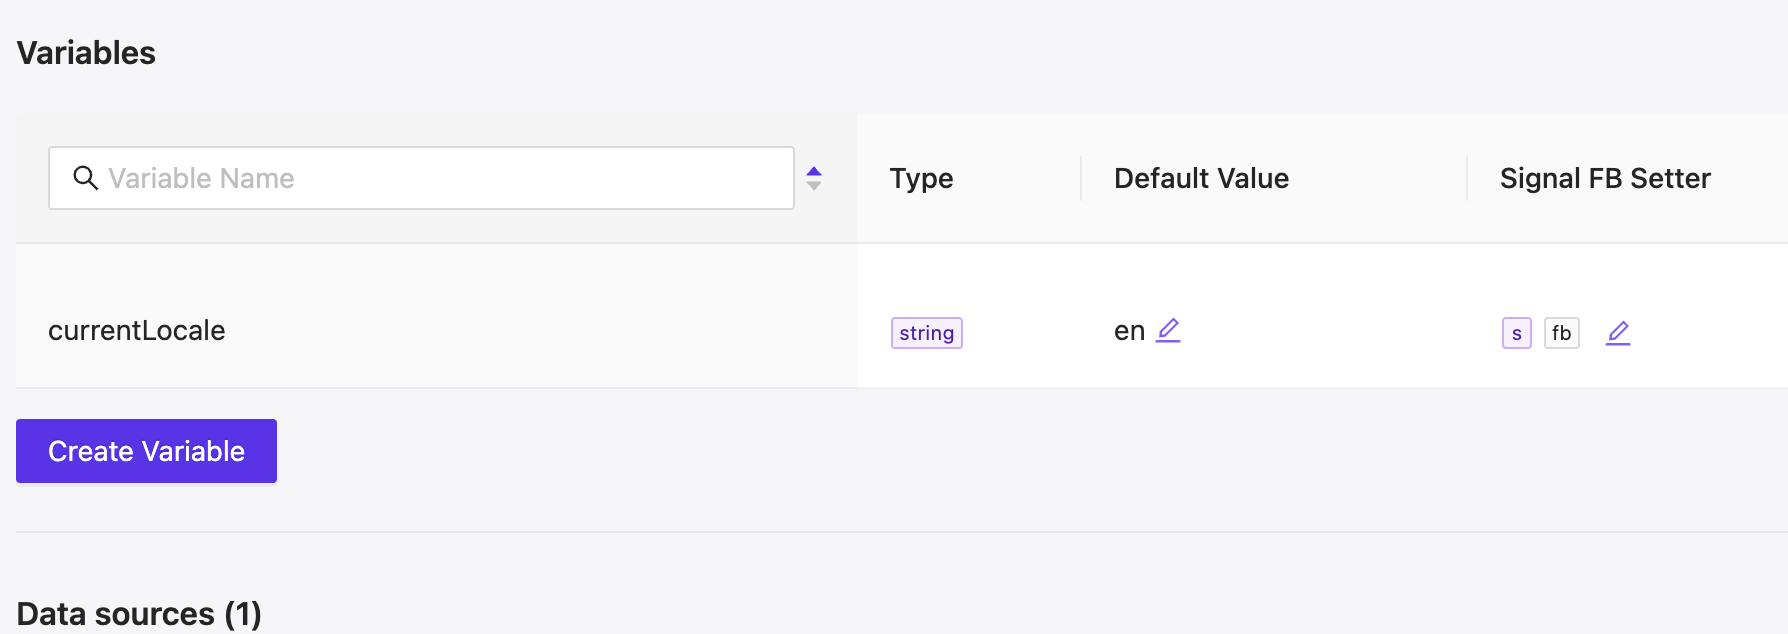 Variables
Variable Name
Type
Default Value
Signal FB Setter
currentLocale
string
en
s
fb
Create Variable
Data sources (1)